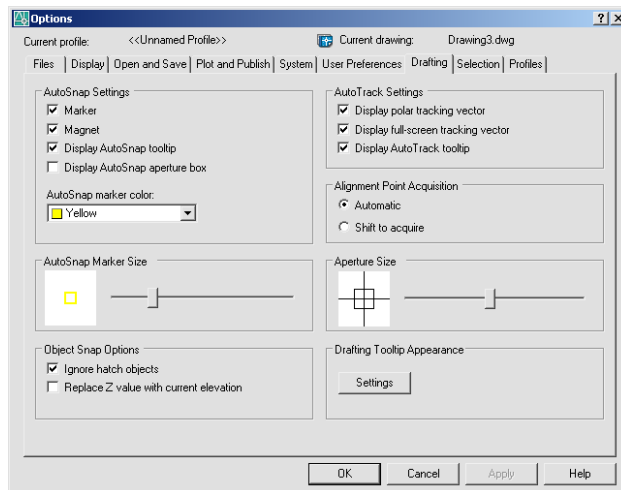 Options
Current profile: <<Unnamed Profile>> Current drawing: Drawing3.dwg
Files Display Open and Save Plot and Publish System User Preferences Drafting Selection Profiles
AutoSnap Settings
Marker
Magnet
Display AutoSnap tooltip
Display AutoSnap aperture box
AutoSnap marker color:
Yellow
AutoTrack Settings
Display polar tracking vector
Display full-screen tracking vector
Display AutoTrack tooltip
Alignment Point Acquisition
Automatic
Shift to acquire
AutoSnap Marker Size
Aperture Size
Object Snap Options
Ignore hatch objects
Replace Z value with current elevation
Drafting Tooltip Appearance
Settings
OK Cancel Apply Help